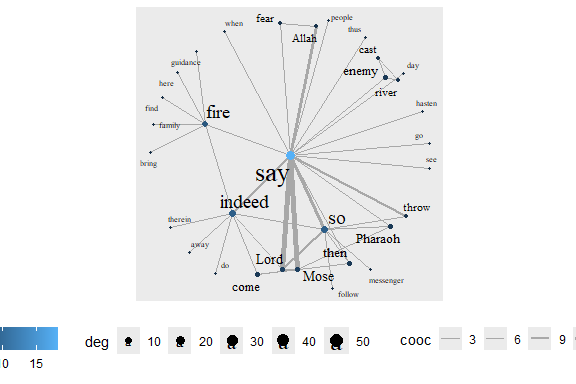 when
fear
people
Allah
thus
cast
guidance
enemy
day
here
river
find
fire
hasten
family
go
bring
say
see
indeed
so
throw
therein
Pharaoh
away
Lord
then
do
Mose
messenger
come
follow
15
deg
10
20
30
40
50
cooc
3
6
9